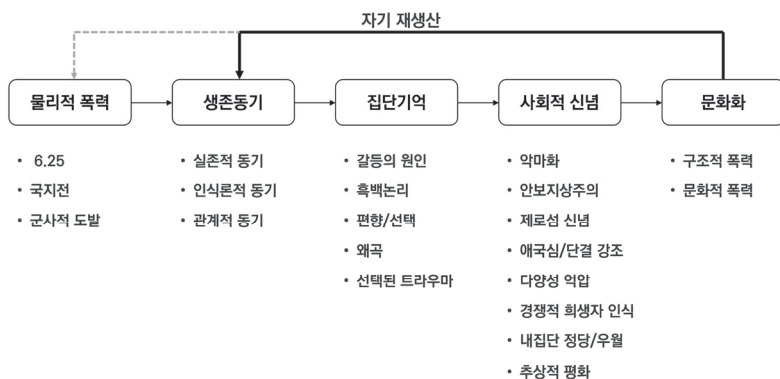 자기 재생산
물리적 폭력
생존동기
집단기억
사회적 신념
문화화
• 6.25
• 국지전
• 군사적 도발
• 실존적 동기
• 인식론적 동기
• 관계적 동기
• 갈등의 원인
• 흑백논리
• 편향/선택
• 왜곡
• 선택된 트라우마
• 악마화
• 안보지상주의
• 제로섬 신념
• 애국심/단결 강조
• 다양성 억압
• 경쟁적 희생자 인식
• 내집단 정당/우월
• 추상적 평화
• 구조적 폭력
• 문화적 폭력